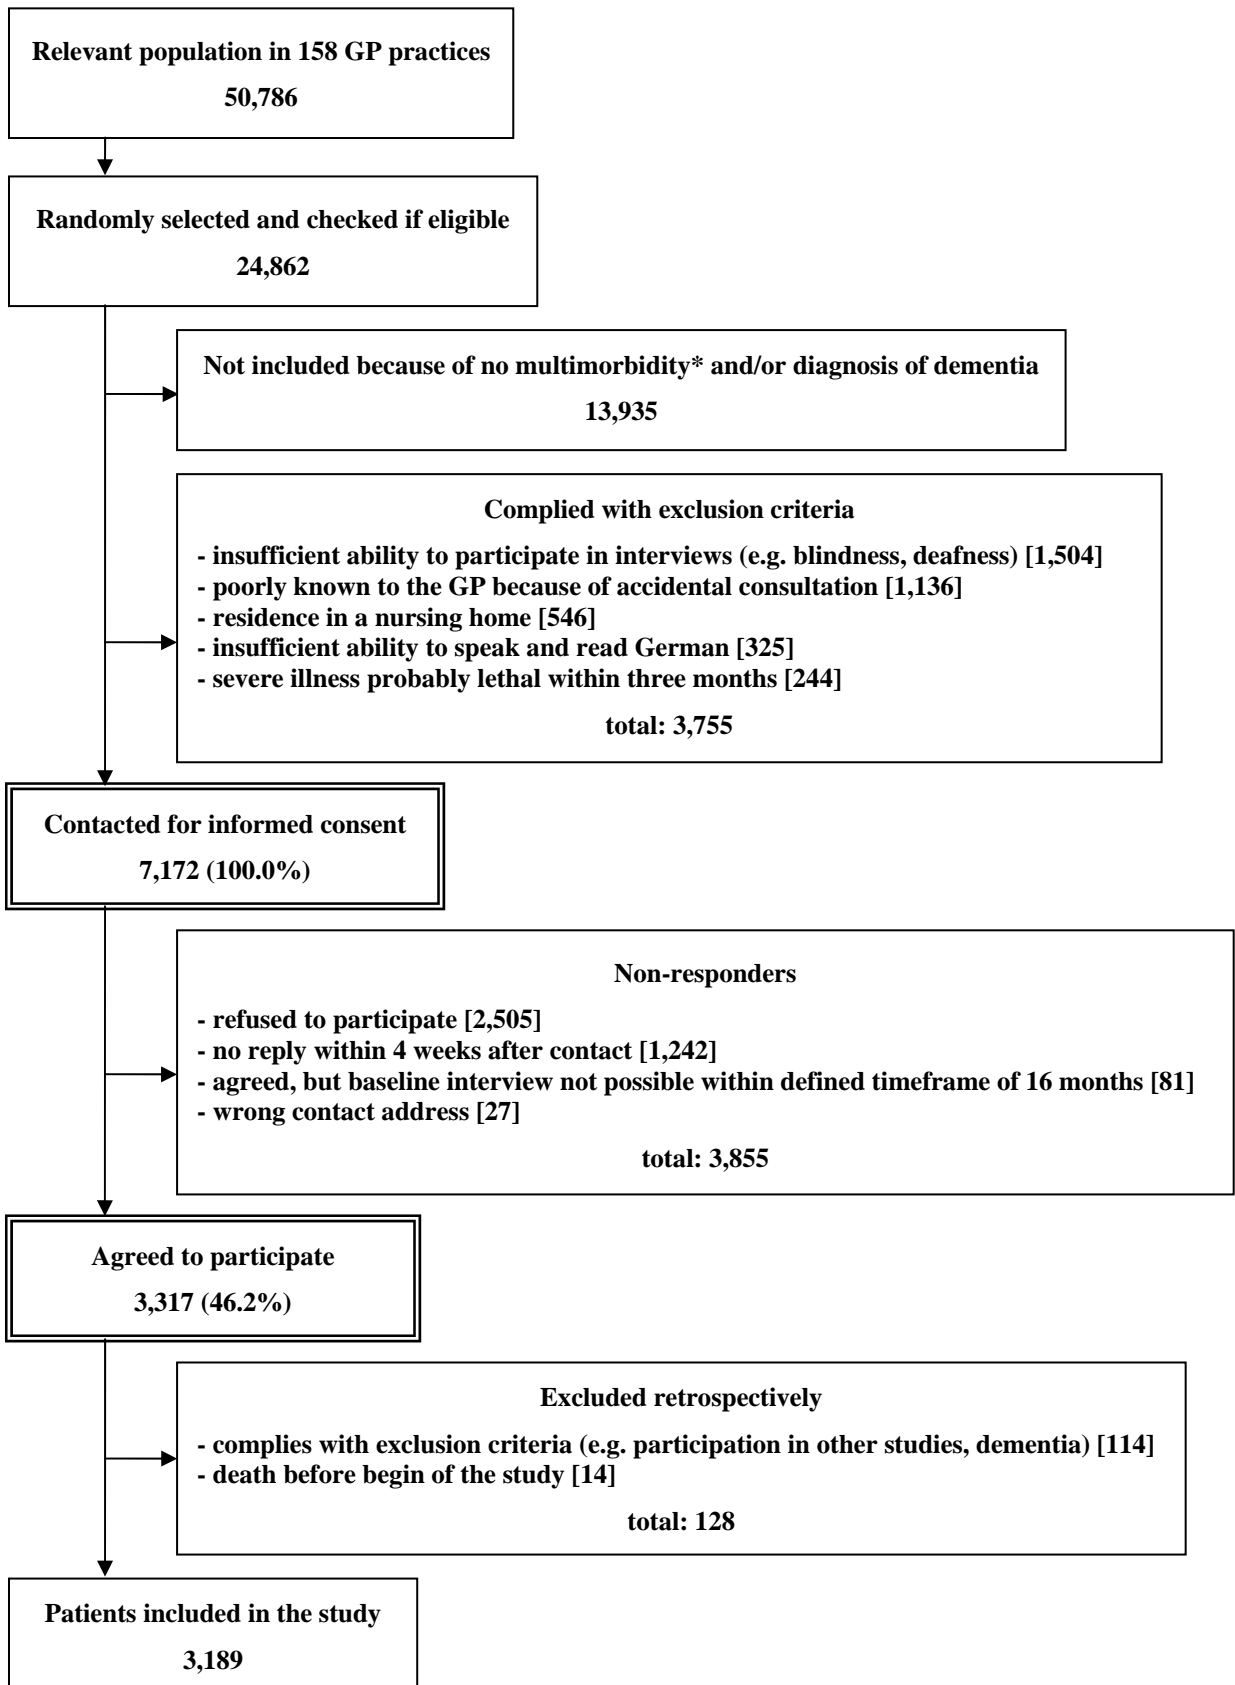 Relevant population in 158 GP practices
50,786
Randomly selected and checked if eligible
24,862
Not included because of no multimorbidity* and/or diagnosis of dementia
13,935
Complied with exclusion criteria
- insufficient ability to participate in interviews (e.g. blindness, deafness) [1,504]
- poorly known to the GP because of accidental consultation [1,136]
- residence in a nursing home [546]
- insufficient ability to speak and read German [325]
- severe illness probably lethal within three months [244]
total: 3,755
Contacted for informed consent
7,172 (100.0%)
Non-responders
- refused to participate [2,505]
- no reply within 4 weeks after contact [1,242]
- agreed, but baseline interview not possible within defined timeframe of 16 months [81]
- wrong contact address [27]
total: 3,855
Agreed to participate
3,317 (46.2%)
Excluded retrospectively
- complies with exclusion criteria (e.g. participation in other studies, dementia) [114]
- death before begin of the study [14]
total: 128
Patients included in the study
3,189